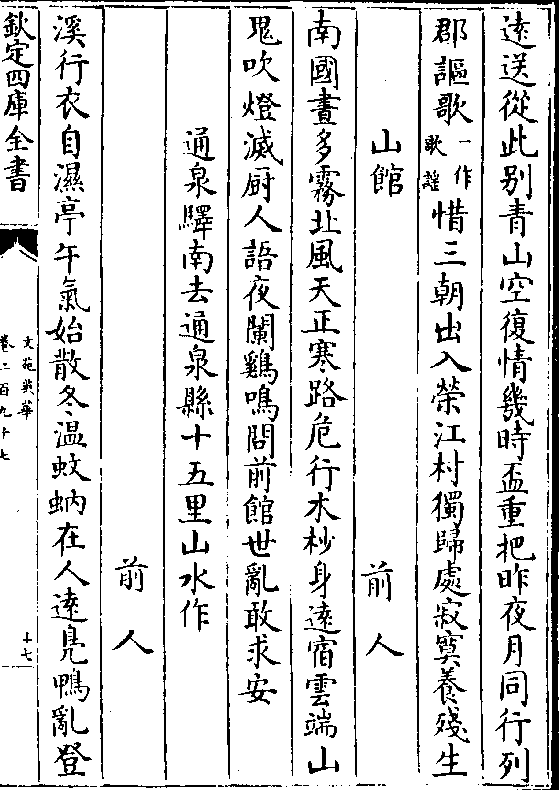 遠送從此别青山空復情幾時盃重把昨夜月同行列
郡謳歌一作歌謡惜三朝出入榮江村獨歸處寂寞養殘生
山館
前人
南國晝多霧北風天正寒路危行木杪身逺宿雲端山
鬼吹燈滅厨人語夜闌鷄鳴問前館世亂敢求安
通泉驛南去通泉縣十五里山水作
前人
溪行衣自濕亭午氣始散冬温蚊蚋在人逺鳬鴨亂登
欽定四庫全書
文苑英華
卷二百九十七
十七